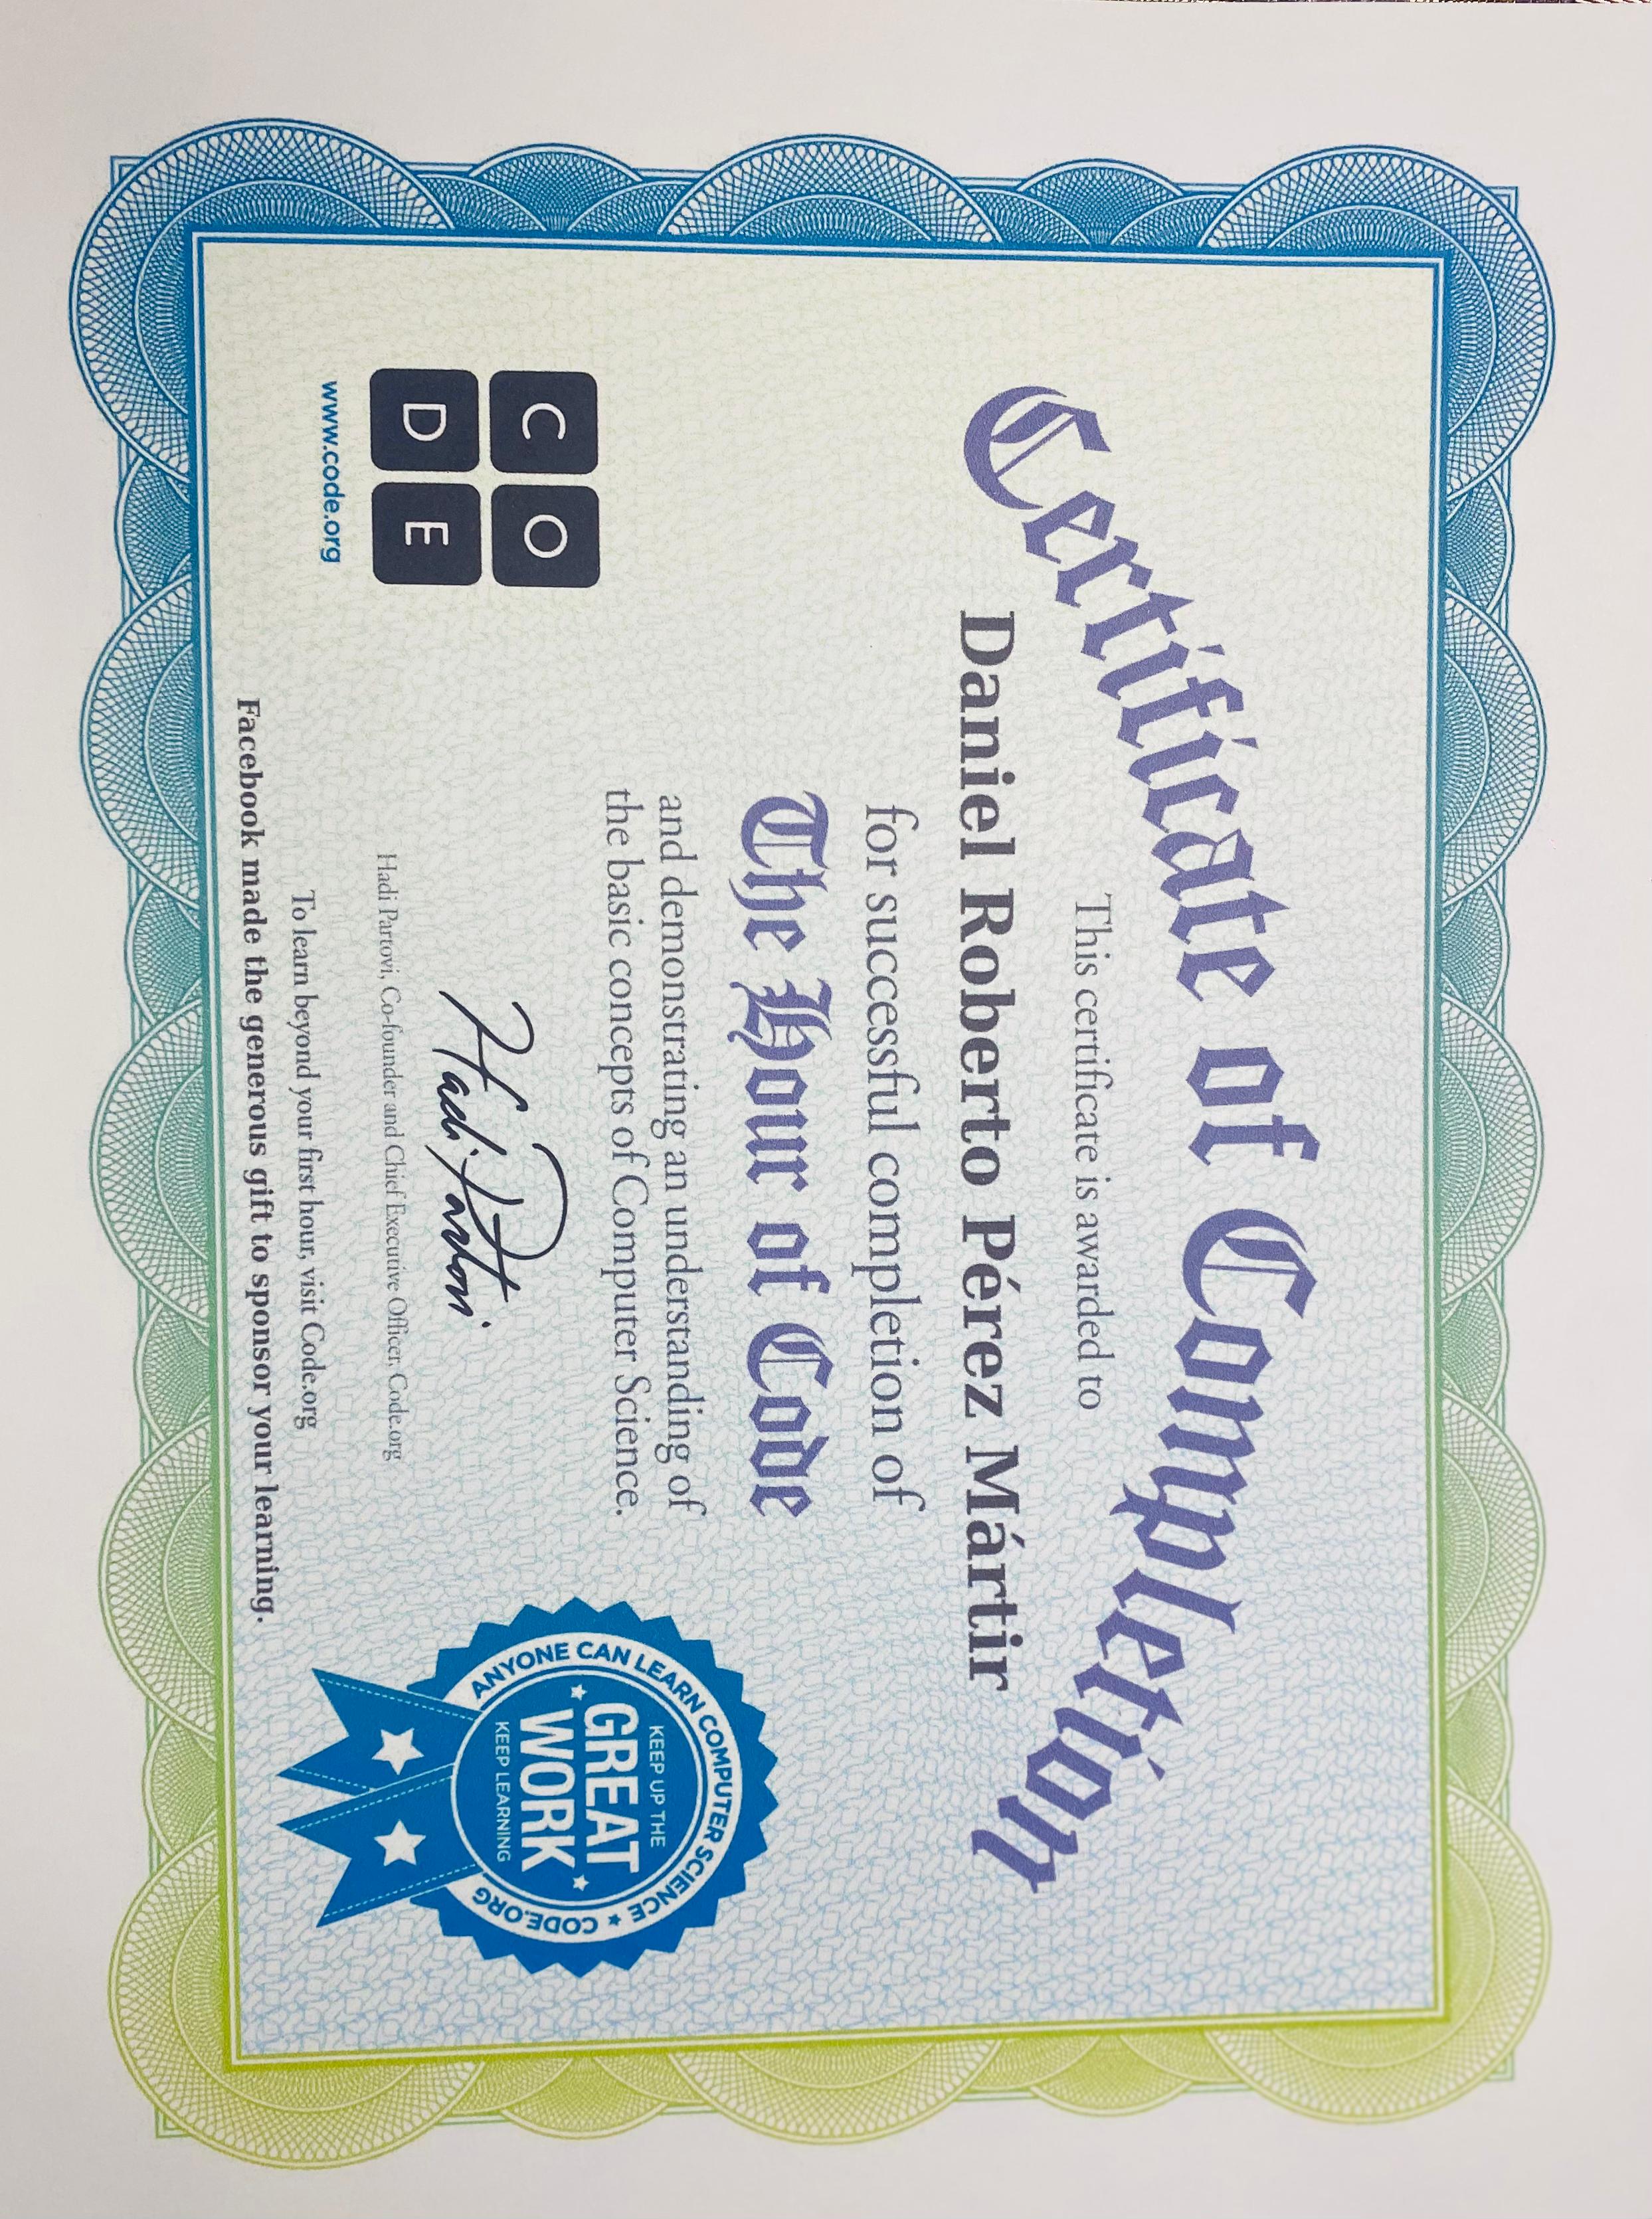 Certificate of Completion
This certificate is awarded to
Daniel Roberto Pérez Mártir
for successful completion of
The Hour of Code
and demonstrating an understanding of
the basic concepts of Computer Science.
C O
D E
www.code.org
Hadi Partovi
Hadi Partovi, Co-founder and Chief Executive Officer, Code.org
To learn beyond your first hour, visit Code.org
Facebook made the generous gift to sponsor your learning.
ANYONE CAN LEARN COMPUTER SCIENCE ★ CODE.ORG
KEEP UP THE
GREAT
WORK
KEEP LEARNING